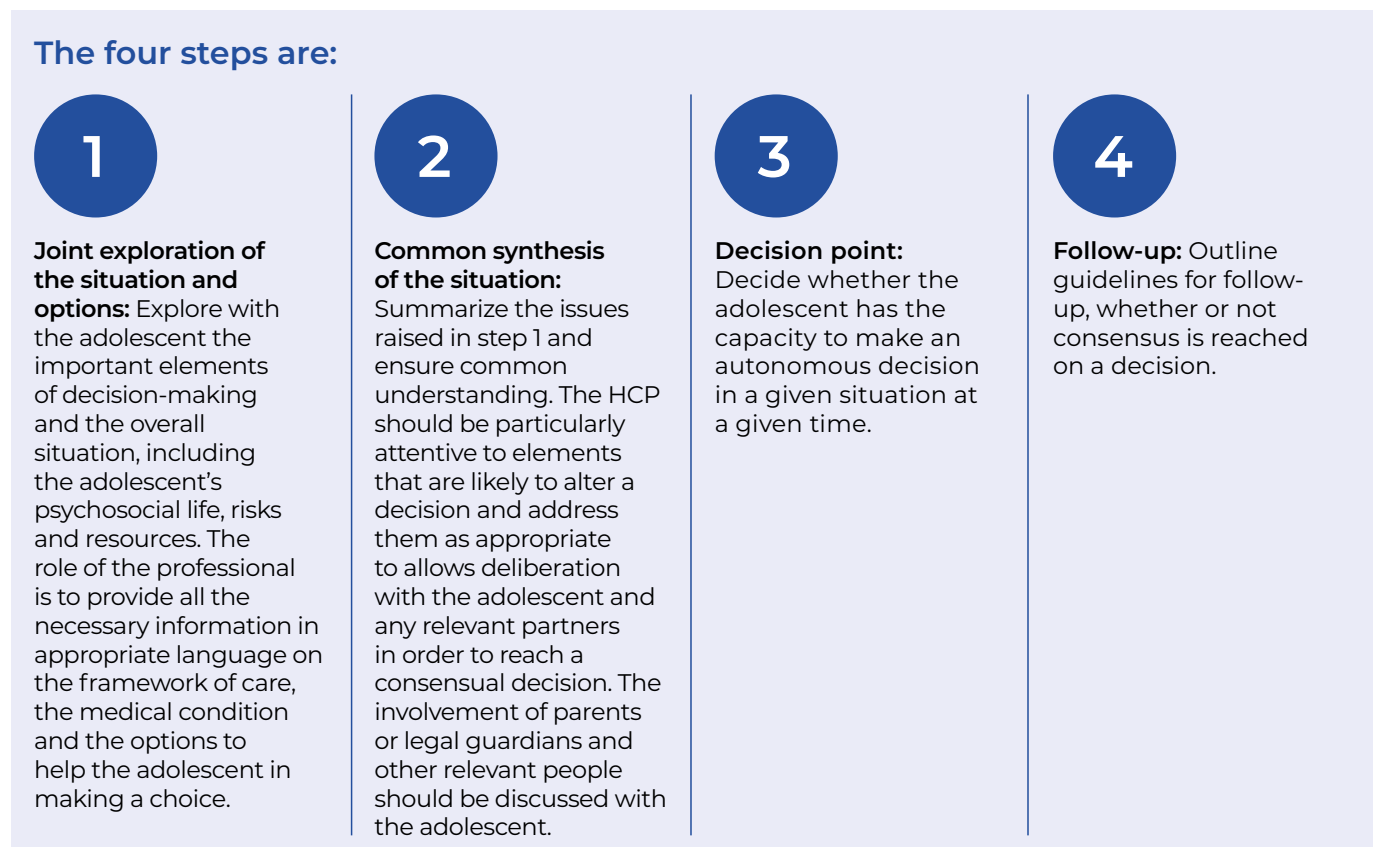 The four steps are:
1
Joint exploration of
the situation and
options: Explore with
the adolescent the
important elements
of decision-making
and the overall
situation, including
the adolescent’s
psychosocial life, risks
and resources. The
role of the professional
is to provide all the
necessary information in
appropriate language on
the framework of care,
the medical condition
and the options to
help the adolescent in
making a choice.
2
Common synthesis
of the situation:
Summarize the issues
raised in step 1 and
ensure common
understanding. The HCP
should be particularly
attentive to elements
that are likely to alter a
decision and address
them as appropriate
to allows deliberation
with the adolescent and
any relevant partners
in order to reach a
consensual decision. The
involvement of parents
or legal guardians and
other relevant people
should be discussed with
the adolescent.
3
Decision point:
Decide whether the
adolescent has the
capacity to make an
autonomous decision
in a given situation at
a given time.
4
Follow-up: Outline
guidelines for follow-
up, whether or not
consensus is reached
on a decision.